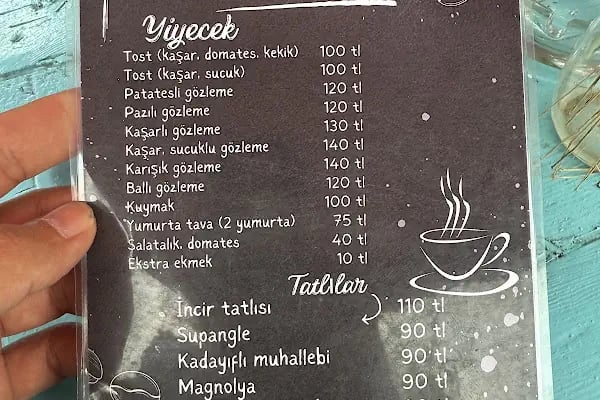 Yiyecek
Tost (kaşar, domates, kekik) 100 tl
Tost (kaşar, sucuk) 100 tl
Patatesli gözleme 120 tl
Pazılı gözleme 120 tl
Kaşarlı gözleme 130 tl
Kaşar, sucuklu gözleme 140 tl
Karışık gözleme 140 tl
Ballı gözleme 120 tl
Kuymak 100 tl
Yumurta tava (2 yumurta) 75 tl
Salatalık, domates 40 tl
Ekstra ekmek 10 tl
Tatlılar
İncir tatlısı 110 tl
Supangle 90 tl
Kadayıflı muhallebi 90 tl
Magnolya 90 tl